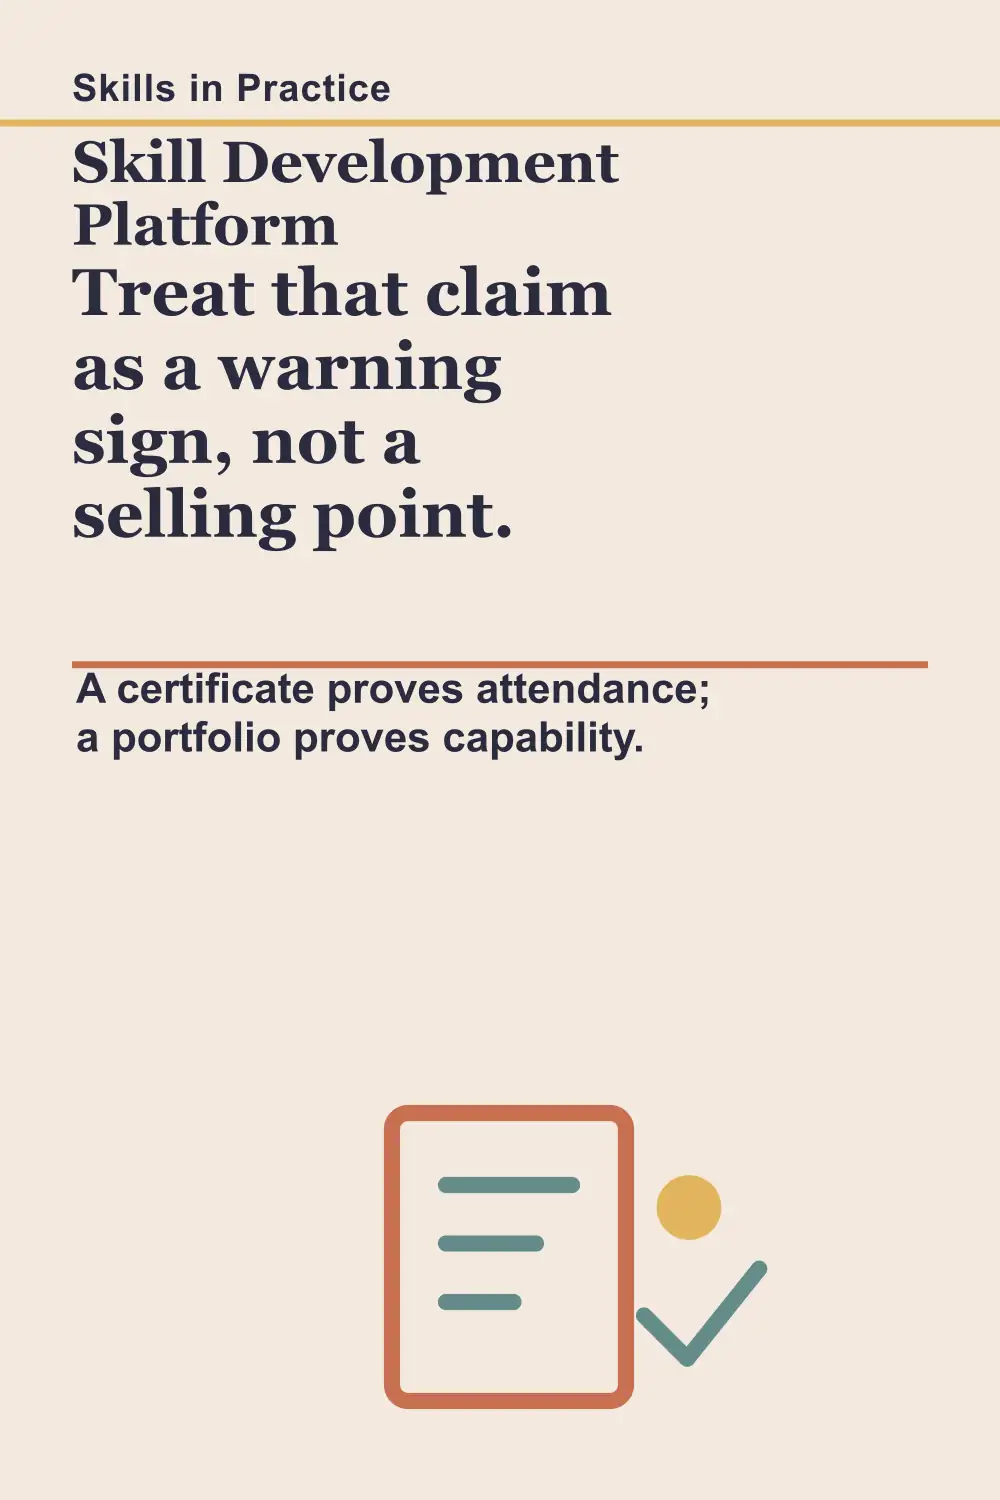 Skills in Practice
Skill Development
Platform
Treat that claim
as a warning
sign, not a
selling point.
A certificate proves attendance;
a portfolio proves capability.